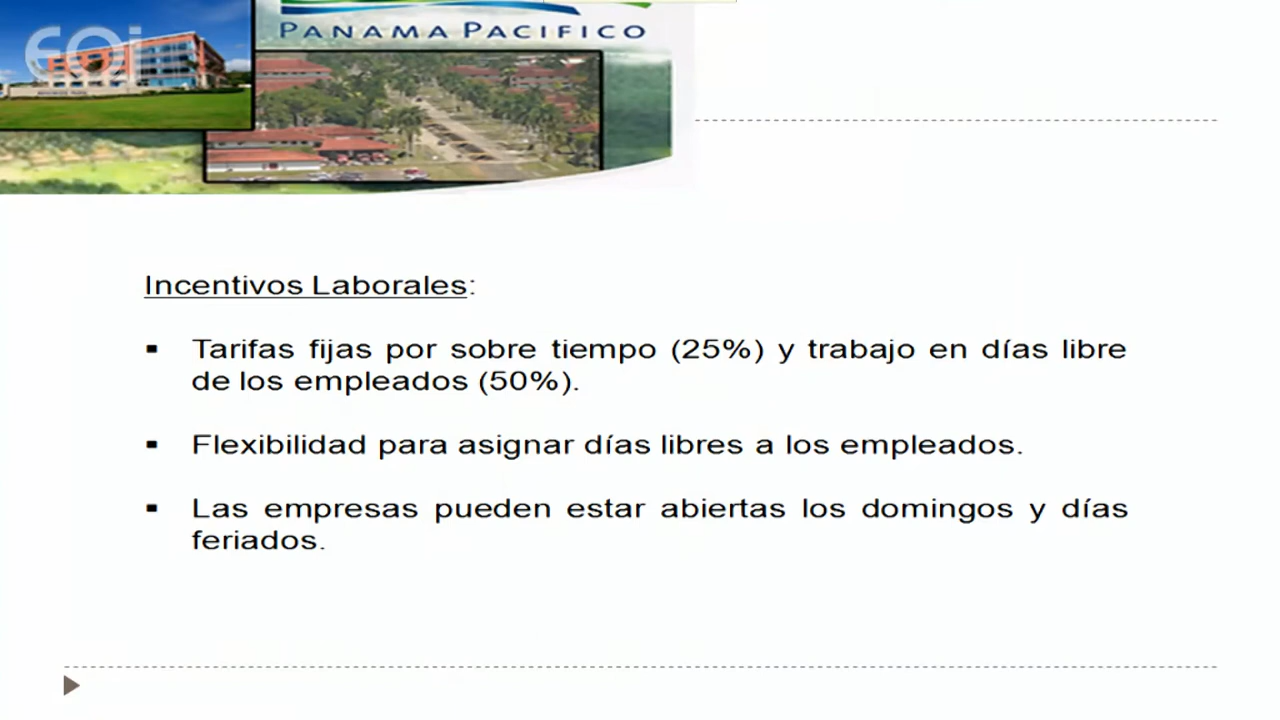 EOi
PANAMA PACIFICO
Incentivos Laborales:
▪ Tarifas fijas por sobre tiempo (25%) y trabajo en días libre
de los empleados (50%).
▪ Flexibilidad para asignar días libres a los empleados.
▪ Las empresas pueden estar abiertas los domingos y días
feriados.